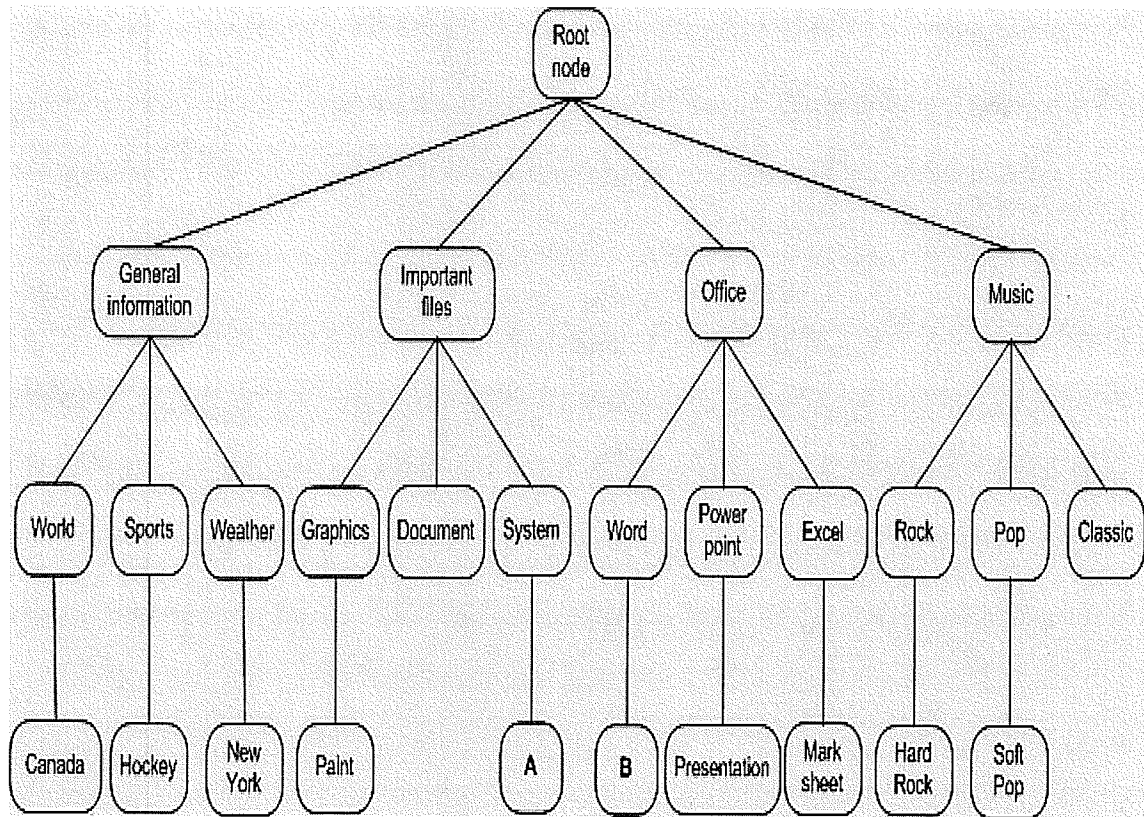 Root
node
General
information
Important
files
Office
Music
World
Sports
Weather
Graphics
Document
System
Word
Power
point
Excel
Rock
Pop
Classic
Canada
Hockey
New
York
Paint
A
B
Presentation
Mark
sheet
Hard
Rock
Soft
Pop